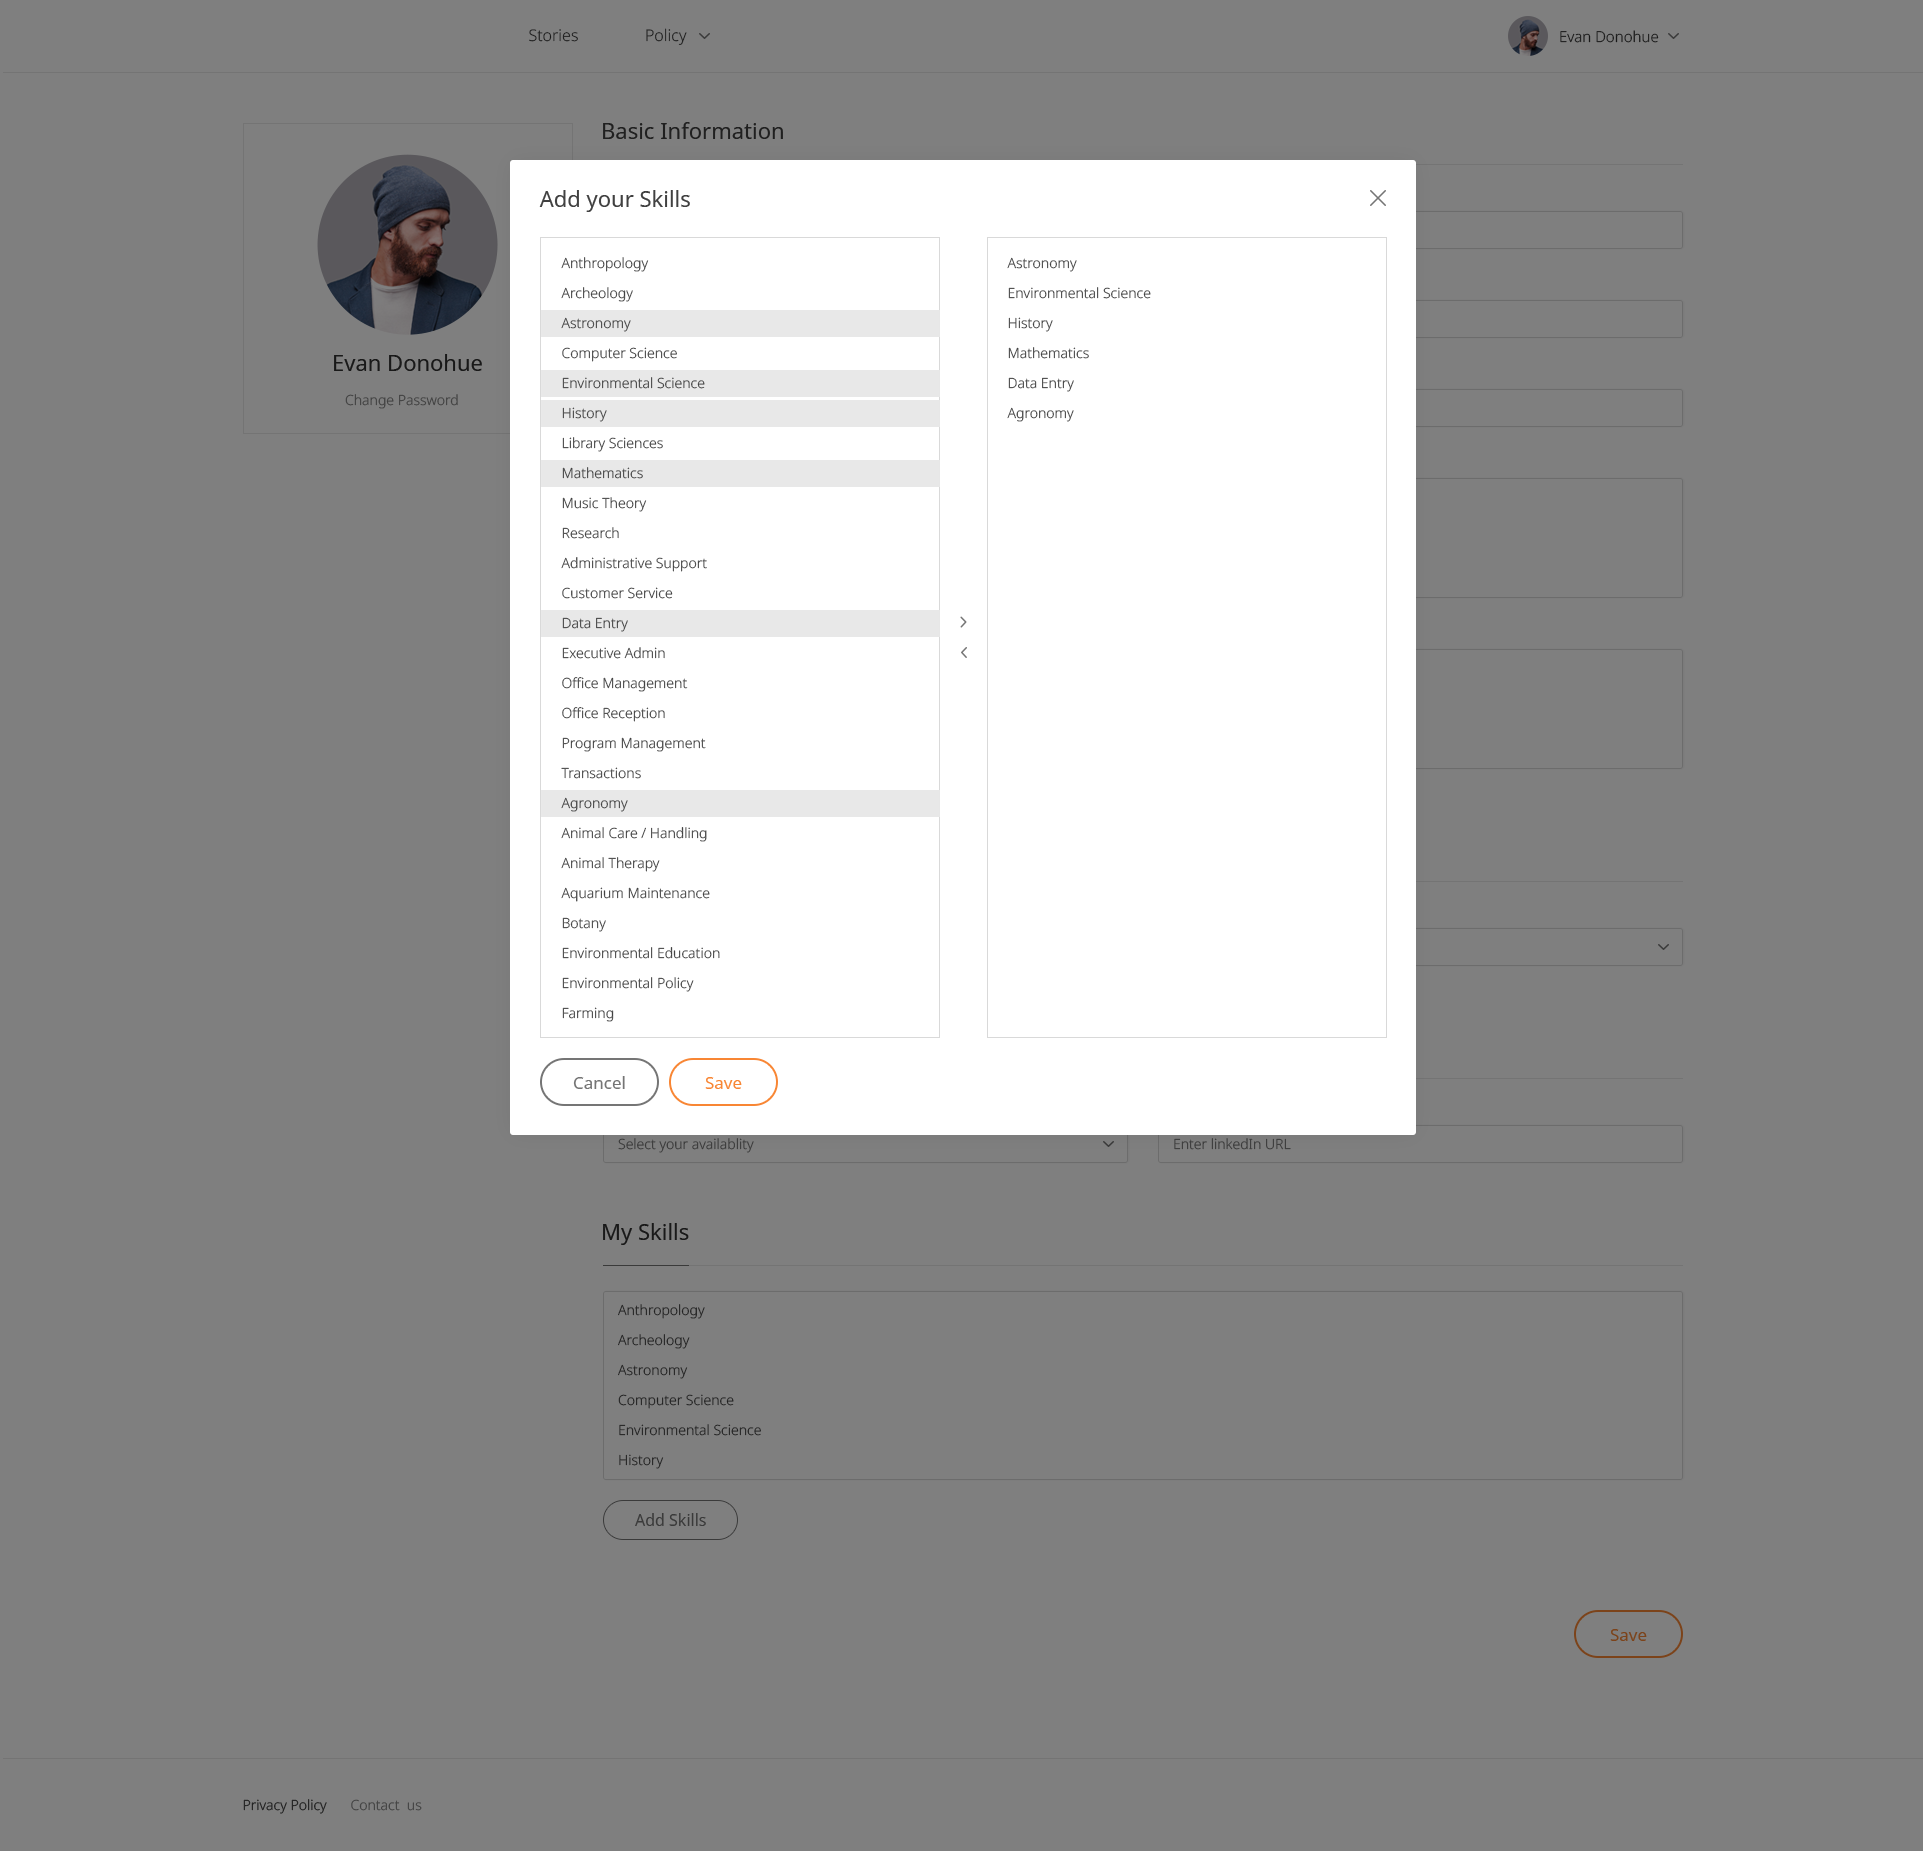 Stories
Policy
Evan Donohue
Basic Information
Evan Donohue
Change Password
Add your Skills
Anthropology
Archeology
Astronomy
Computer Science
Environmental Science
History
Library Sciences
Mathematics
Music Theory
Research
Administrative Support
Customer Service
Data Entry
Executive Admin
Office Management
Office Reception
Program Management
Transactions
Agronomy
Animal Care / Handling
Animal Therapy
Aquarium Maintenance
Botany
Environmental Education
Environmental Policy
Farming
Astronomy
Environmental Science
History
Mathematics
Data Entry
Agronomy
Cancel
Save
Select your availablity
Enter linkedIn URL
My Skills
Anthropology
Archeology
Astronomy
Computer Science
Environmental Science
History
Add Skills
Save
Privacy Policy
Contact us